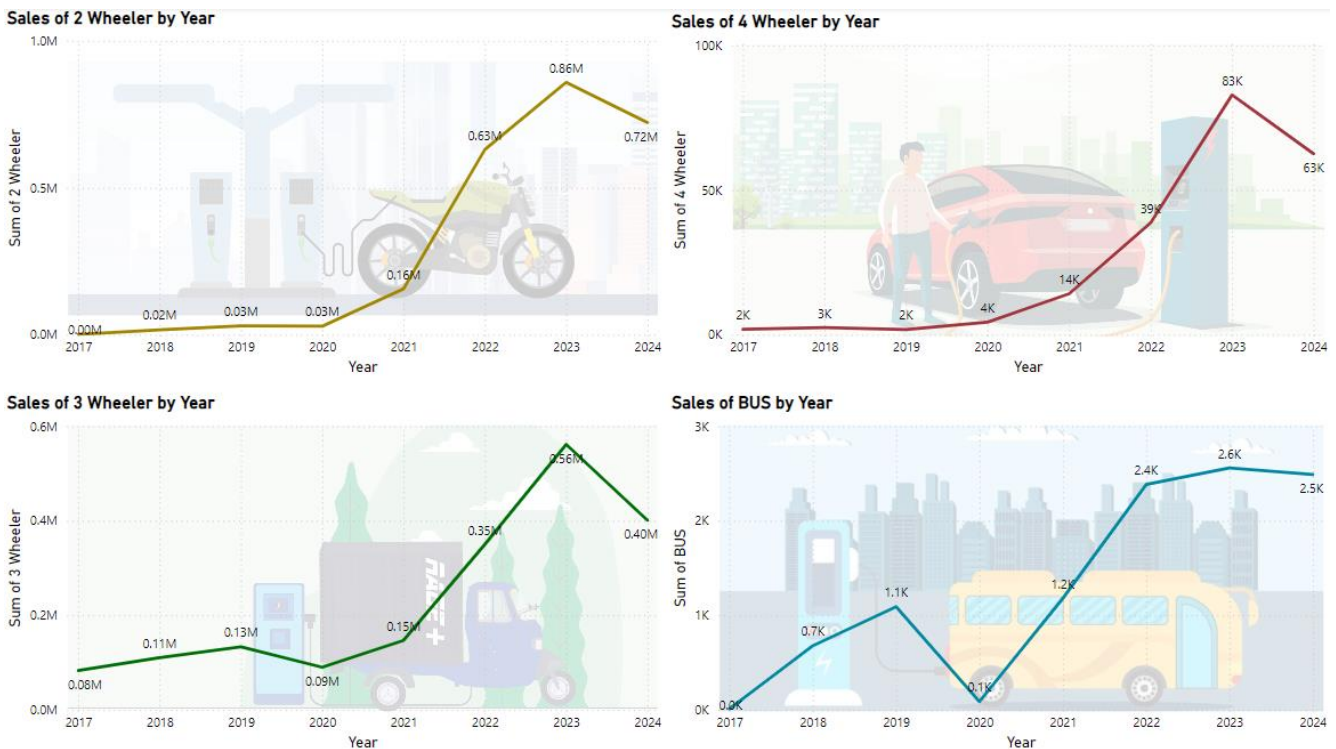 Sales of 2 Wheeler by Year
1.0M
0.5M
0.0M
Sum of 2 Wheeler
0.00M
0.02M
0.03M
0.03M
0.16M
0.63M
0.86M
0.72M
2017 2018 2019 2020 2021 2022 2023 2024
Year
Sales of 4 Wheeler by Year
100K
50K
0K
Sum of 4 Wheeler
2K
3K
2K
4K
14K
39K
83K
63K
2017 2018 2019 2020 2021 2022 2023 2024
Year
Sales of 3 Wheeler by Year
0.6M
0.4M
0.2M
0.0M
Sum of 3 Wheeler
0.08M
0.11M
0.13M
0.09M
0.15M
0.35M
0.56M
0.40M
2017 2018 2019 2020 2021 2022 2023 2024
Year
Sales of BUS by Year
3K
2K
1K
0K
Sum of BUS
0.0K
0.7K
1.1K
0.1K
1.2K
2.4K
2.6K
2.5K
2017 2018 2019 2020 2021 2022 2023 2024
Year